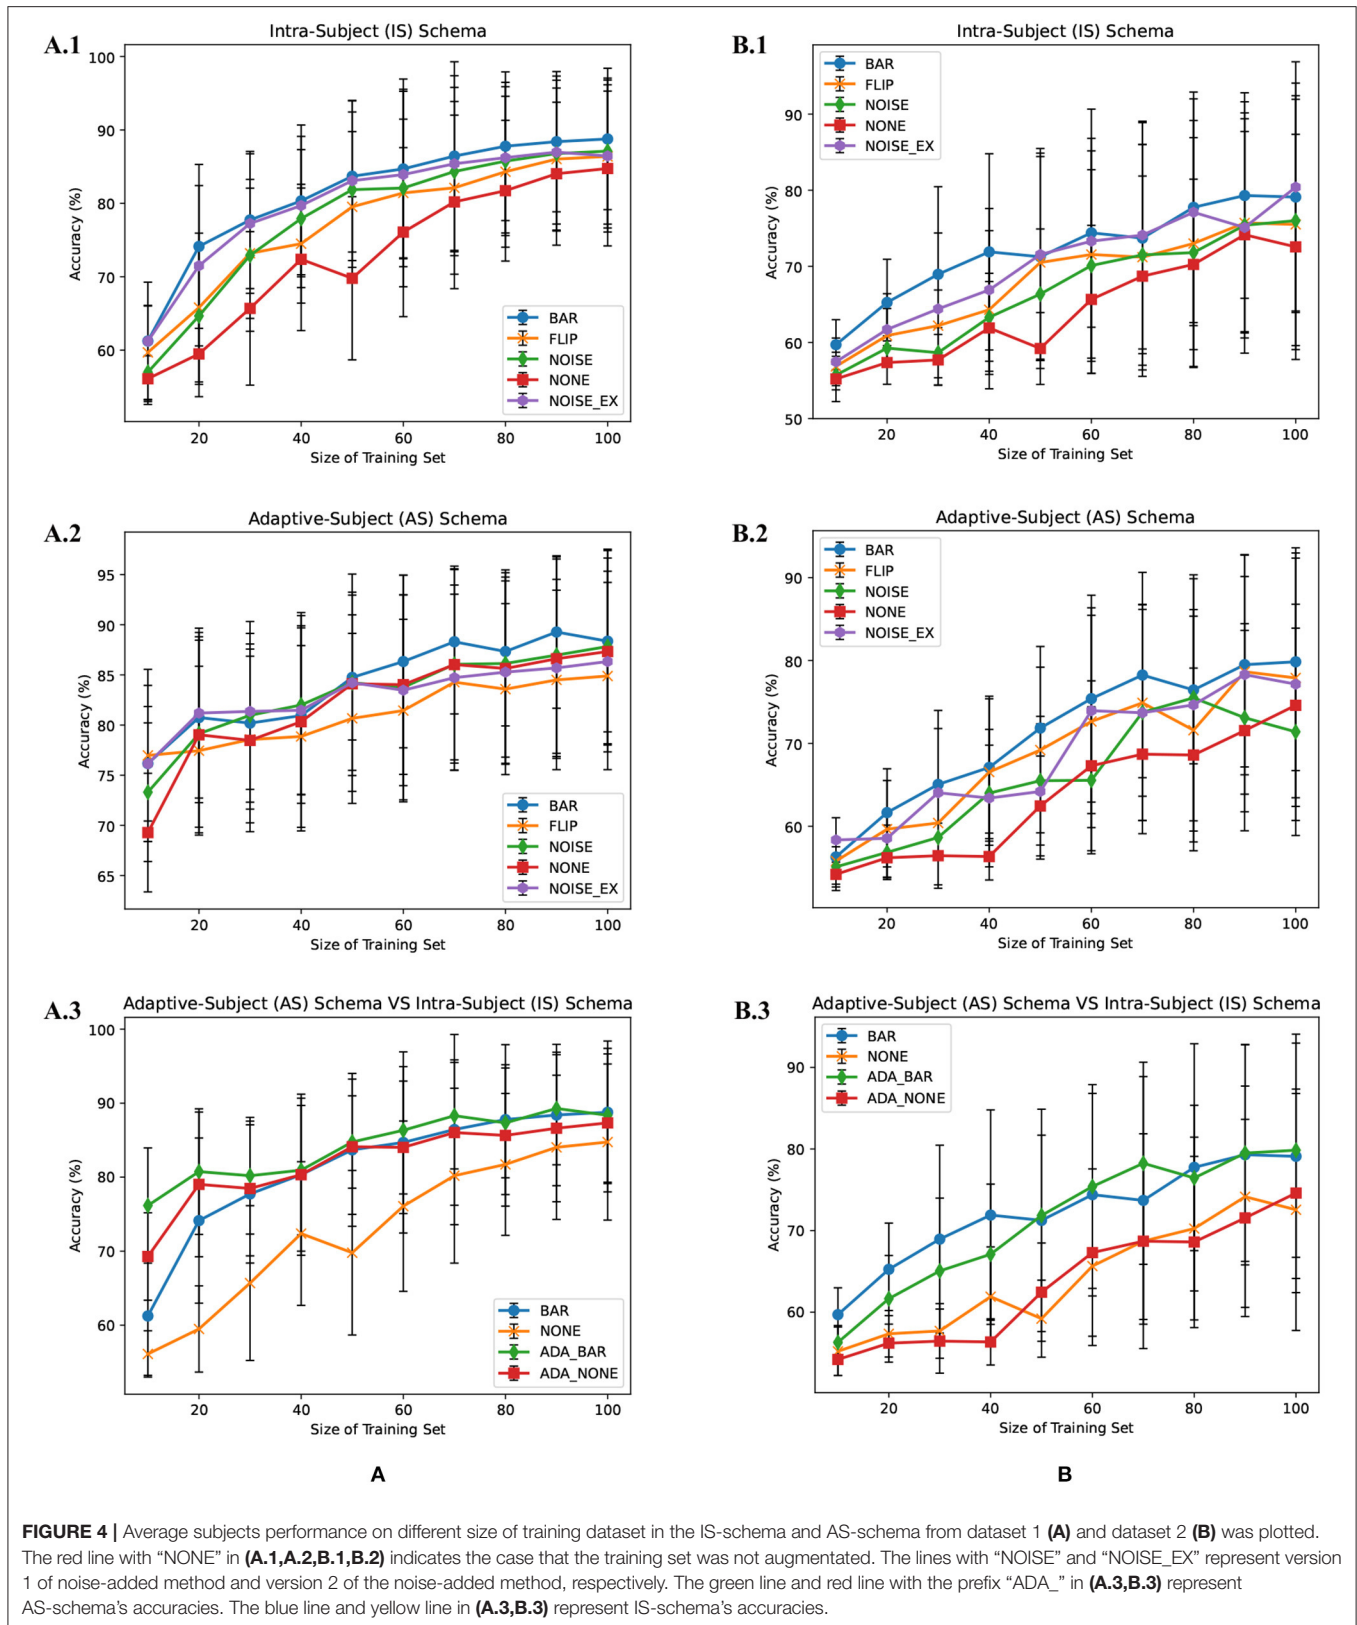 A.1
Intra-Subject (IS) Schema
Accuracy (%)
100
90
80
70
60
20
40
60
80
100
Size of Training Set
BAR
FLIP
NOISE
NONE
NOISE_EX
B.1
Intra-Subject (IS) Schema
Accuracy (%)
90
80
70
60
50
20
40
60
80
100
Size of Training Set
BAR
FLIP
NOISE
NONE
NOISE_EX
A.2
Adaptive-Subject (AS) Schema
Accuracy (%)
95
90
85
80
75
70
65
20
40
60
80
100
Size of Training Set
BAR
FLIP
NOISE
NONE
NOISE_EX
B.2
Adaptive-Subject (AS) Schema
Accuracy (%)
90
80
70
60
20
40
60
80
100
Size of Training Set
BAR
FLIP
NOISE
NONE
NOISE_EX
A.3
Adaptive-Subject (AS) Schema VS Intra-Subject (IS) Schema
Accuracy (%)
100
90
80
70
60
20
40
60
80
100
Size of Training Set
BAR
NONE
ADA_BAR
ADA_NONE
B.3
Adaptive-Subject (AS) Schema VS Intra-Subject (IS) Schema
Accuracy (%)
90
80
70
60
20
40
60
80
100
Size of Training Set
BAR
NONE
ADA_BAR
ADA_NONE
A
B
FIGURE 4 | Average subjects performance on different size of training dataset in the IS-schema and AS-schema from dataset 1 (A) and dataset 2 (B) was plotted.
The red line with “NONE” in (A.1,A.2,B.1,B.2) indicates the case that the training set was not augmentated. The lines with “NOISE” and “NOISE_EX” represent version
1 of noise-added method and version 2 of the noise-added method, respectively. The green line and red line with the prefix “ADA_” in (A.3,B.3) represent
AS-schema’s accuracies. The blue line and yellow line in (A.3,B.3) represent IS-schema’s accuracies.